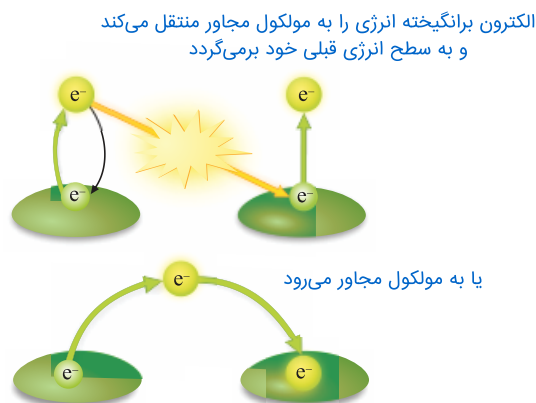 الکترون برانگیخته انرژی را به مولکول مجاور منتقل می‌کند
و به سطح انرژی قبلی خود برمی‌گردد
e⁻
e⁻
e⁻
e⁻
یا به مولکول مجاور می‌رود
e⁻
e⁻
e⁻